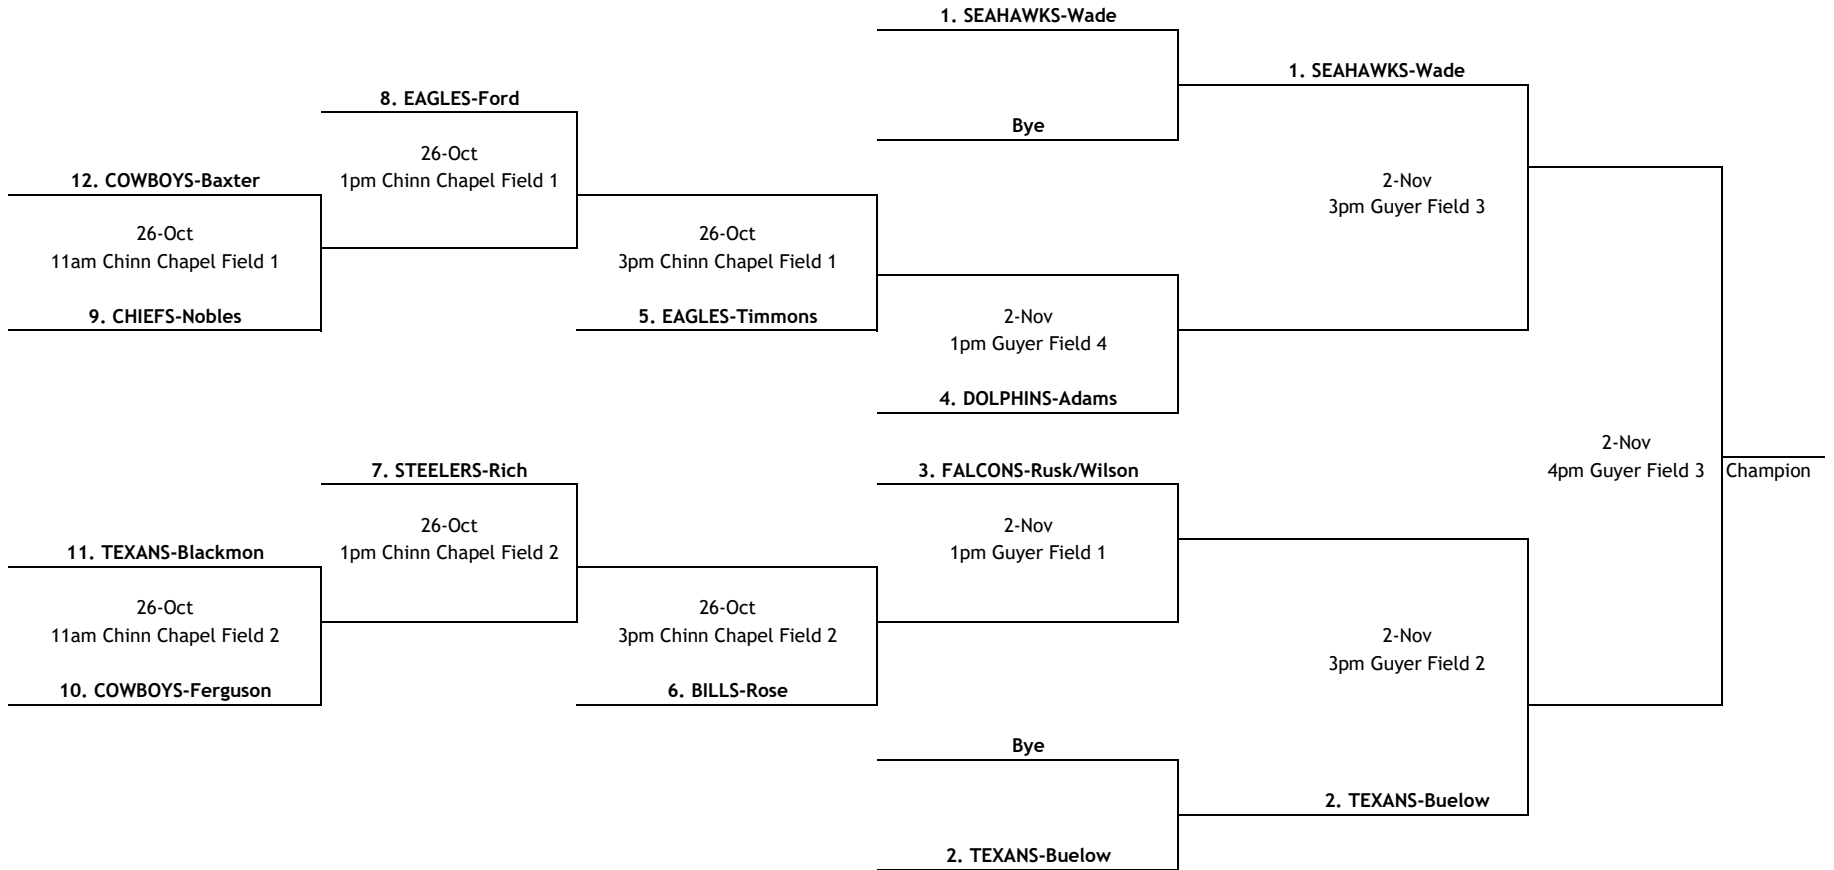 1. SEAHAWKS-Wade
1. SEAHAWKS-Wade
8. EAGLES-Ford
Bye
26-Oct
1pm Chinn Chapel Field 1
12. COWBOYS-Baxter
2-Nov
3pm Guyer Field 3
26-Oct
11am Chinn Chapel Field 1
26-Oct
3pm Chinn Chapel Field 1
9. CHIEFS-Nobles
5. EAGLES-Timmons
2-Nov
1pm Guyer Field 4
4. DOLPHINS-Adams
2-Nov
4pm Guyer Field 3
Champion
7. STEELERS-Rich
3. FALCONS-Rusk/Wilson
26-Oct
1pm Chinn Chapel Field 2
2-Nov
1pm Guyer Field 1
11. TEXANS-Blackmon
26-Oct
11am Chinn Chapel Field 2
26-Oct
3pm Chinn Chapel Field 2
2-Nov
3pm Guyer Field 2
10. COWBOYS-Ferguson
6. BILLS-Rose
Bye
2. TEXANS-Buelow
2. TEXANS-Buelow